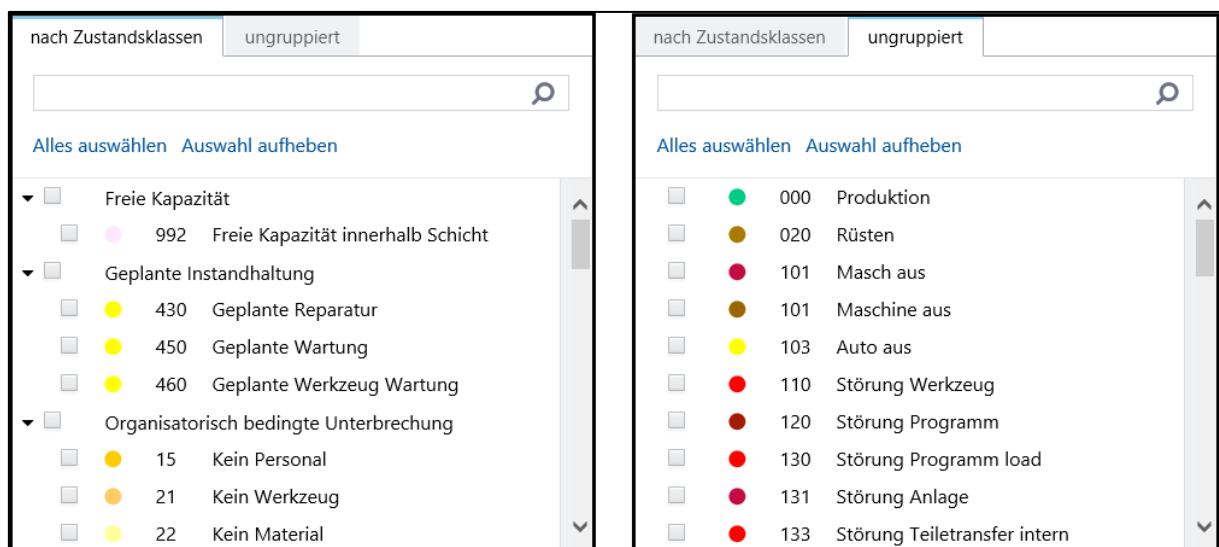 nach Zustandsklassen ungruppiert
Alles auswählen Auswahl aufheben
Freie Kapazität
992 Freie Kapazität innerhalb Schicht
Geplante Instandhaltung
430 Geplante Reparatur
450 Geplante Wartung
460 Geplante Werkzeug Wartung
Organisatorisch bedingte Unterbrechung
15 Kein Personal
21 Kein Werkzeug
22 Kein Material
nach Zustandsklassen ungruppiert
Alles auswählen Auswahl aufheben
000 Produktion
020 Rüsten
101 Masch aus
101 Maschine aus
103 Auto aus
110 Störung Werkzeug
120 Störung Programm
130 Störung Programm load
131 Störung Anlage
133 Störung Teiletransfer intern